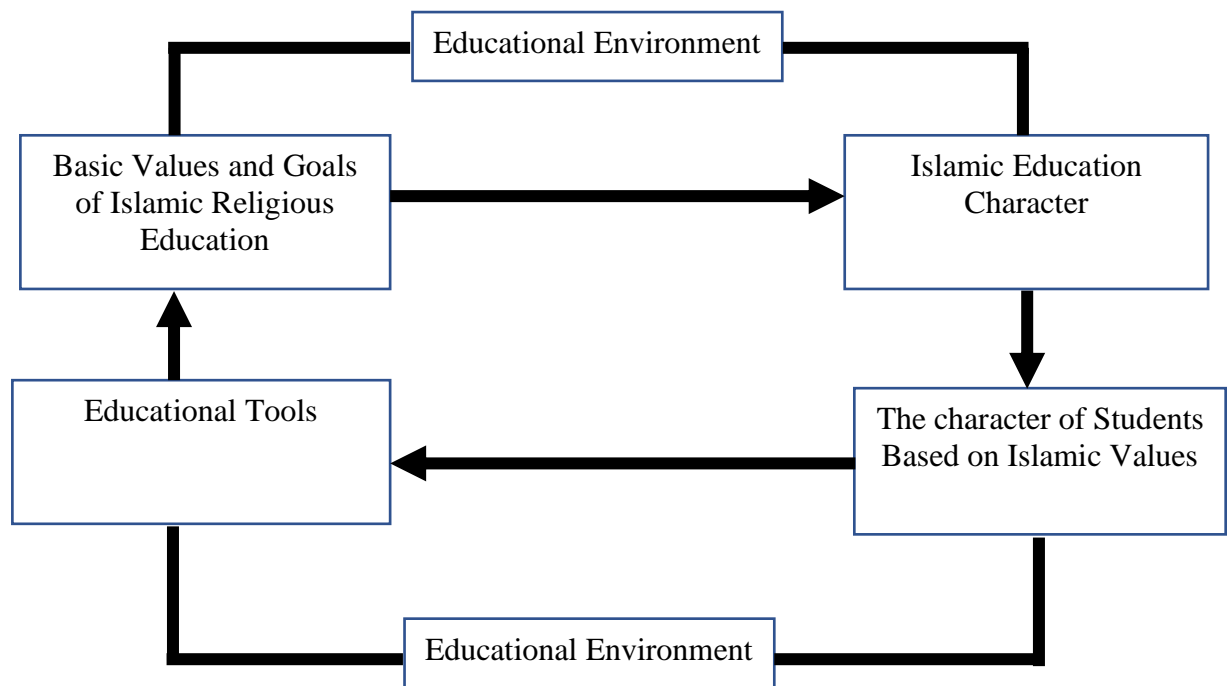 Educational Environment
Basic Values and Goals
of Islamic Religious
Education
Islamic Education
Character
Educational Tools
The character of Students
Based on Islamic Values
Educational Environment